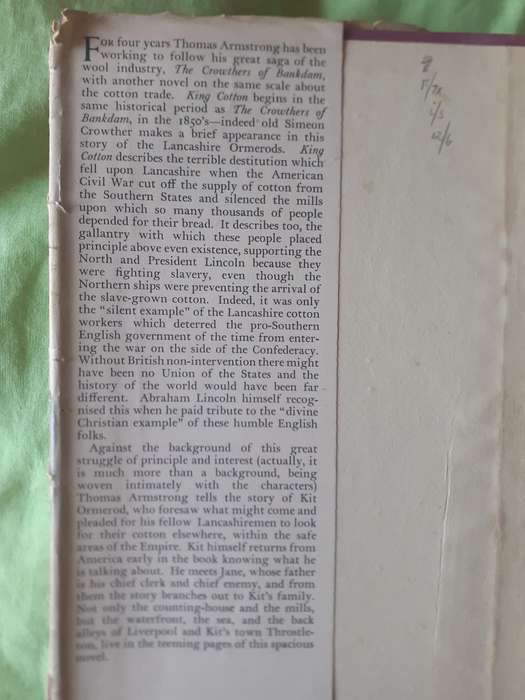 FOR four years Thomas Armstrong has been
working to follow his great saga of the
wool industry, The Crowthers of Bankdam,
with another novel on the same scale about
the cotton trade. King Cotton begins in the
same historical period as The Crowthers of
Bankdam, in the 1850's—indeed old Simeon
Crowther makes a brief appearance in this
story of the Lancashire Ormerods. King
Cotton describes the terrible destitution which
fell upon Lancashire when the American
Civil War cut off the supply of cotton from
the Southern States and silenced the mills
upon which so many thousands of people
depended for their bread. It describes too, the
gallantry with which these people placed
principle above even existence, supporting the
North and President Lincoln because they
were fighting slavery, even though the
Northern ships were preventing the arrival of
the slave-grown cotton. Indeed, it was only
the "silent example" of the Lancashire cotton
workers which deterred the pro-Southern
English government of the time from enter-
ing the war on the side of the Confederacy.
Without British non-intervention there might
have been no Union of the States and the
history of the world would have been far
different. Abraham Lincoln himself recog-
nised this when he paid tribute to the "divine
Christian example" of these humble English
folks.
Against the background of this great
struggle of principle and interest (actually, it
is much more than a background, being
woven intimately with the characters)
Thomas Armstrong tells the story of Kit
Ormerod, who foresaw what might come and
pleaded for his fellow Lancashiremen to look
for their cotton elsewhere, within the safe
areas of the Empire. Kit himself returns from
America early in the book knowing what he
is talking about. He meets Jane, whose father
is his chief clerk and chief enemy, and from
them the story branches out to Kit's family.
Not only the counting-house and the mills,
but the waterfront, the sea, and the back
alleys of Liverpool and Kit's town Throstle-
ton, live in the teeming pages of this spacious
novel.
12/6